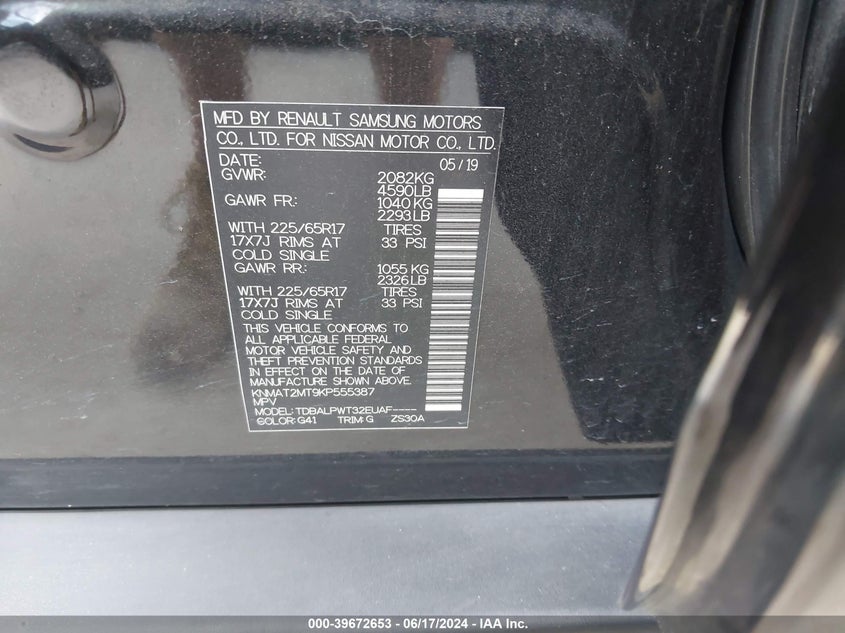 MFD BY RENAULT SAMSUNG MOTORS
CO., LTD. FOR NISSAN MOTOR CO., LTD.
DATE: 05/19
GVWR: 2082KG
4590LB
GAWR FR.: 1040 KG
2293LB
WITH 225/65R17 TIRES
17X7J RIMS AT 33 PSI
COLD SINGLE
GAWR RR.: 1055 KG
2326LB
WITH 225/65R17 TIRES
17X7J RIMS AT 33 PSI
COLD SINGLE
THIS VEHICLE CONFORMS TO
ALL APPLICABLE FEDERAL
MOTOR VEHICLE SAFETY AND
THEFT PREVENTION STANDARDS
IN EFFECT ON THE DATE OF
MANUFACTURE SHOWN ABOVE.
KNMAT2MT9KP555387
MPV
MODEL: TDBALPWT32EUAF----
COLOR: G41 TRIM: G ZS30A
000-39672653 - 06/17/2024 - IAA Inc.